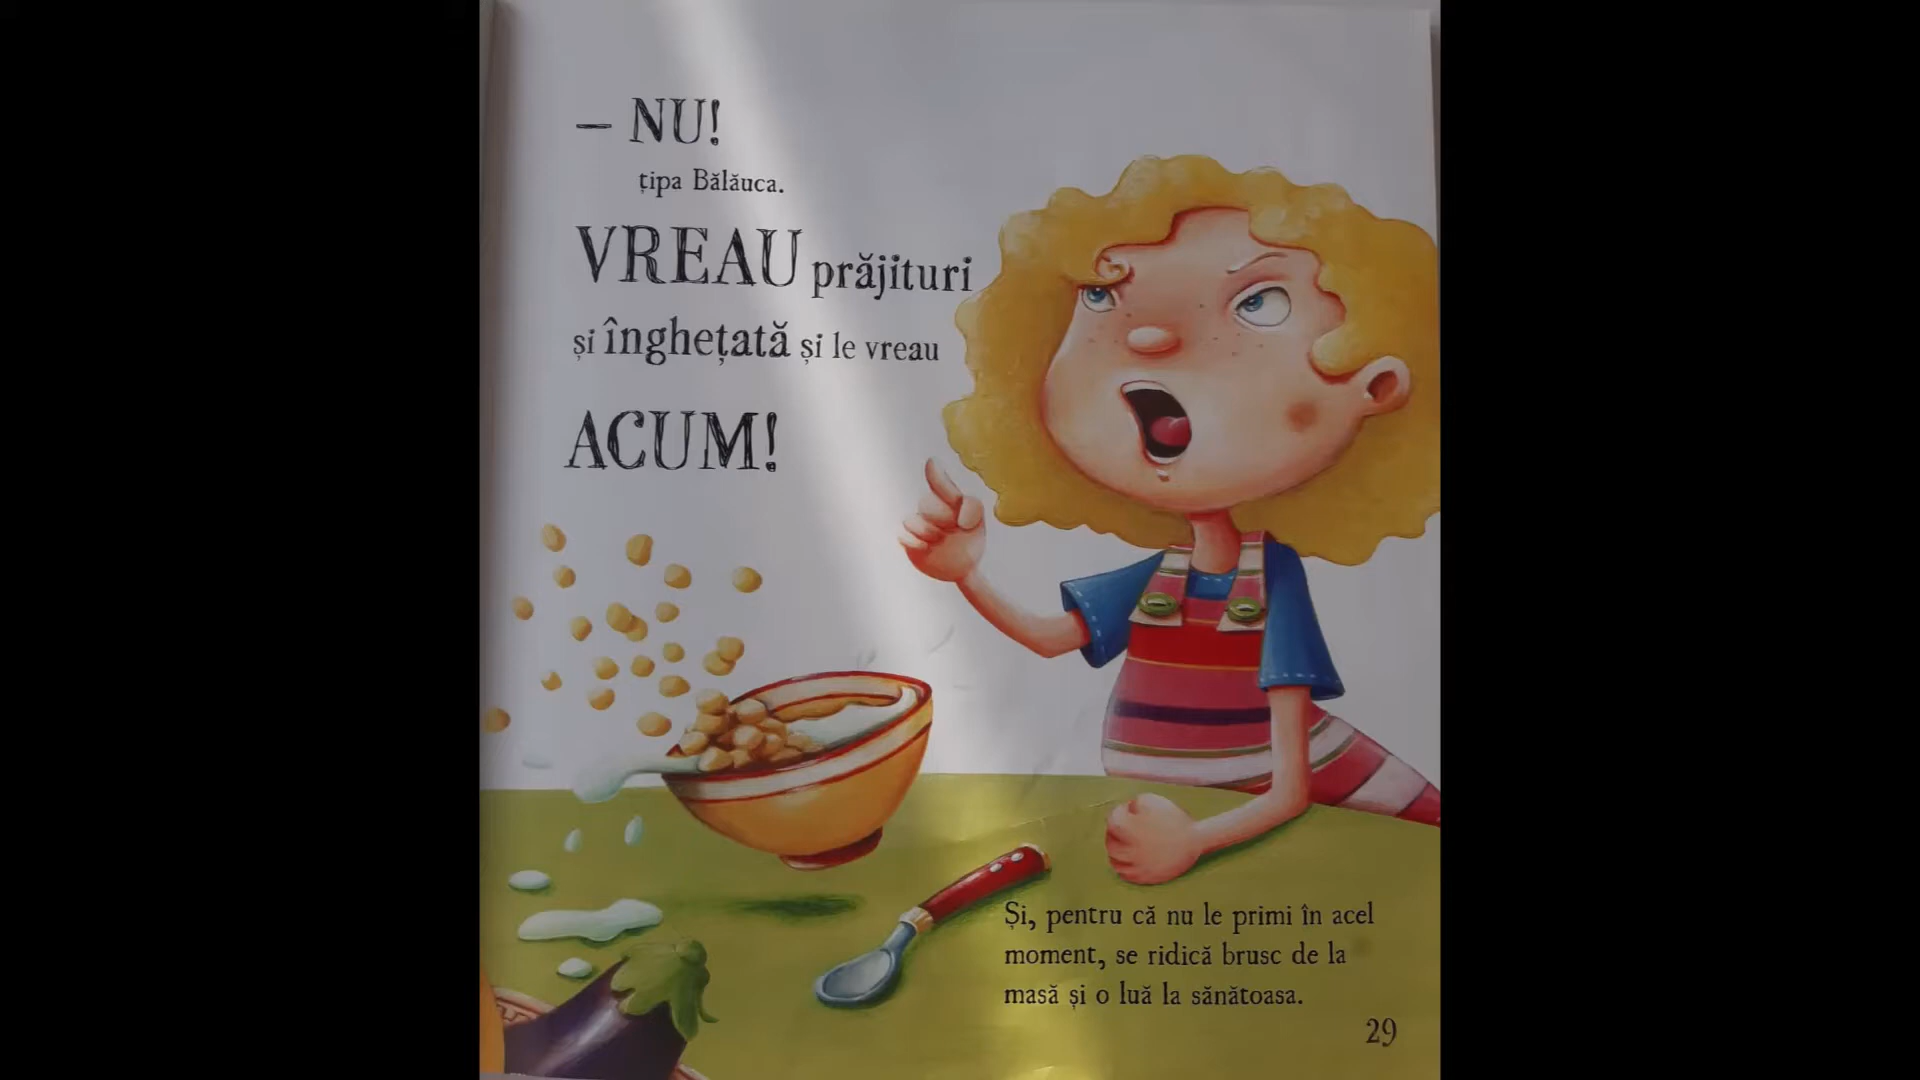 – NU!
țipa Bălăuca.
VREAU prăjituri
și înghețată și le vreau
ACUM!
Și, pentru că nu le primi în acel
moment, se ridică brusc de la
masă și o luă la sănătoasa.
29